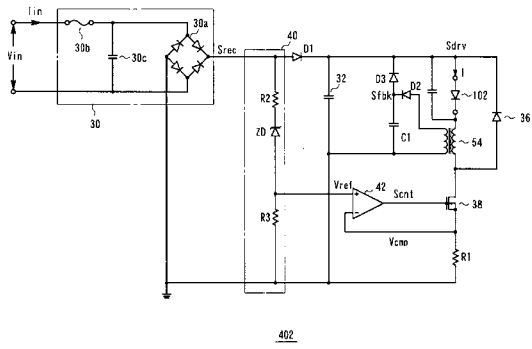 Iin
30b
30a
Vin
30c
Srec
30
40
D1
Sdrv
R2
ZD
32
D3
D2
Sfbk
C1
I
102
36
54
Vref
42
Scnt
38
R3
Vcmp
R1
402